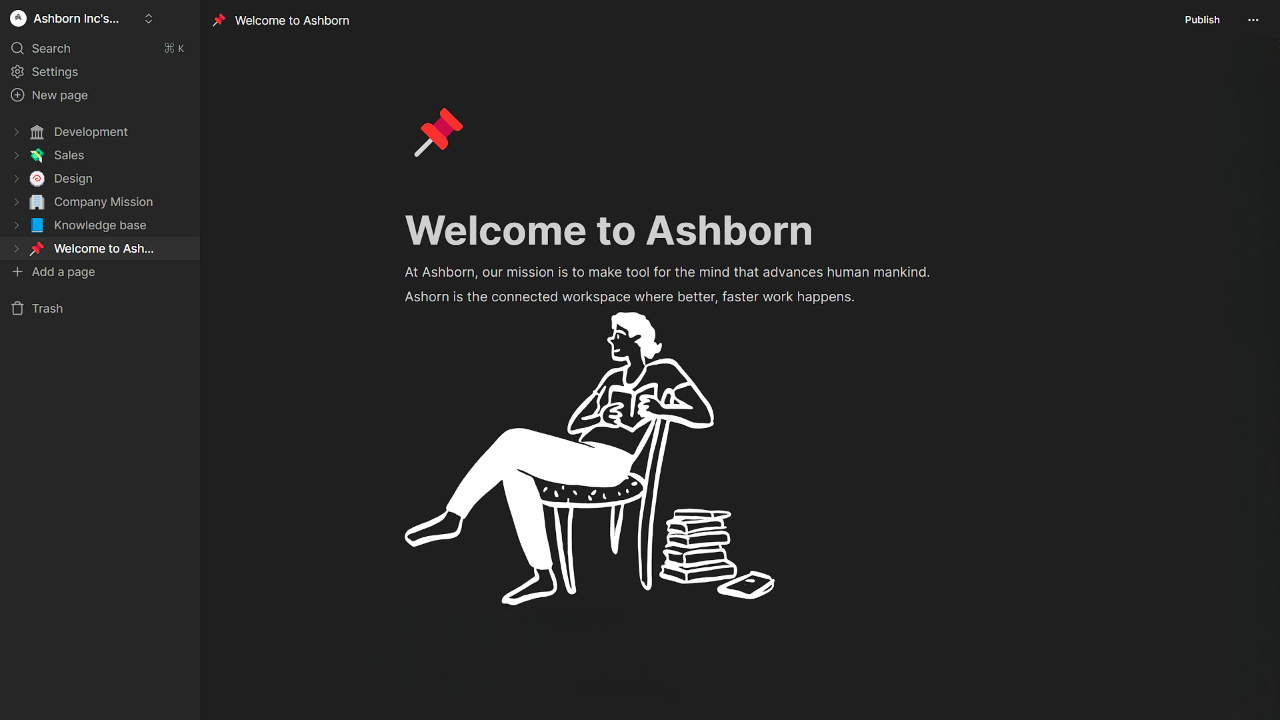 Ashborn Inc's...
Search ⌘ K
Settings
New page
Development
Sales
Design
Company Mission
Knowledge base
Welcome to Ash...
Add a page
Trash
Welcome to Ashborn
Publish
Welcome to Ashborn
At Ashborn, our mission is to make tool for the mind that advances human mankind.
Ashorn is the connected workspace where better, faster work happens.